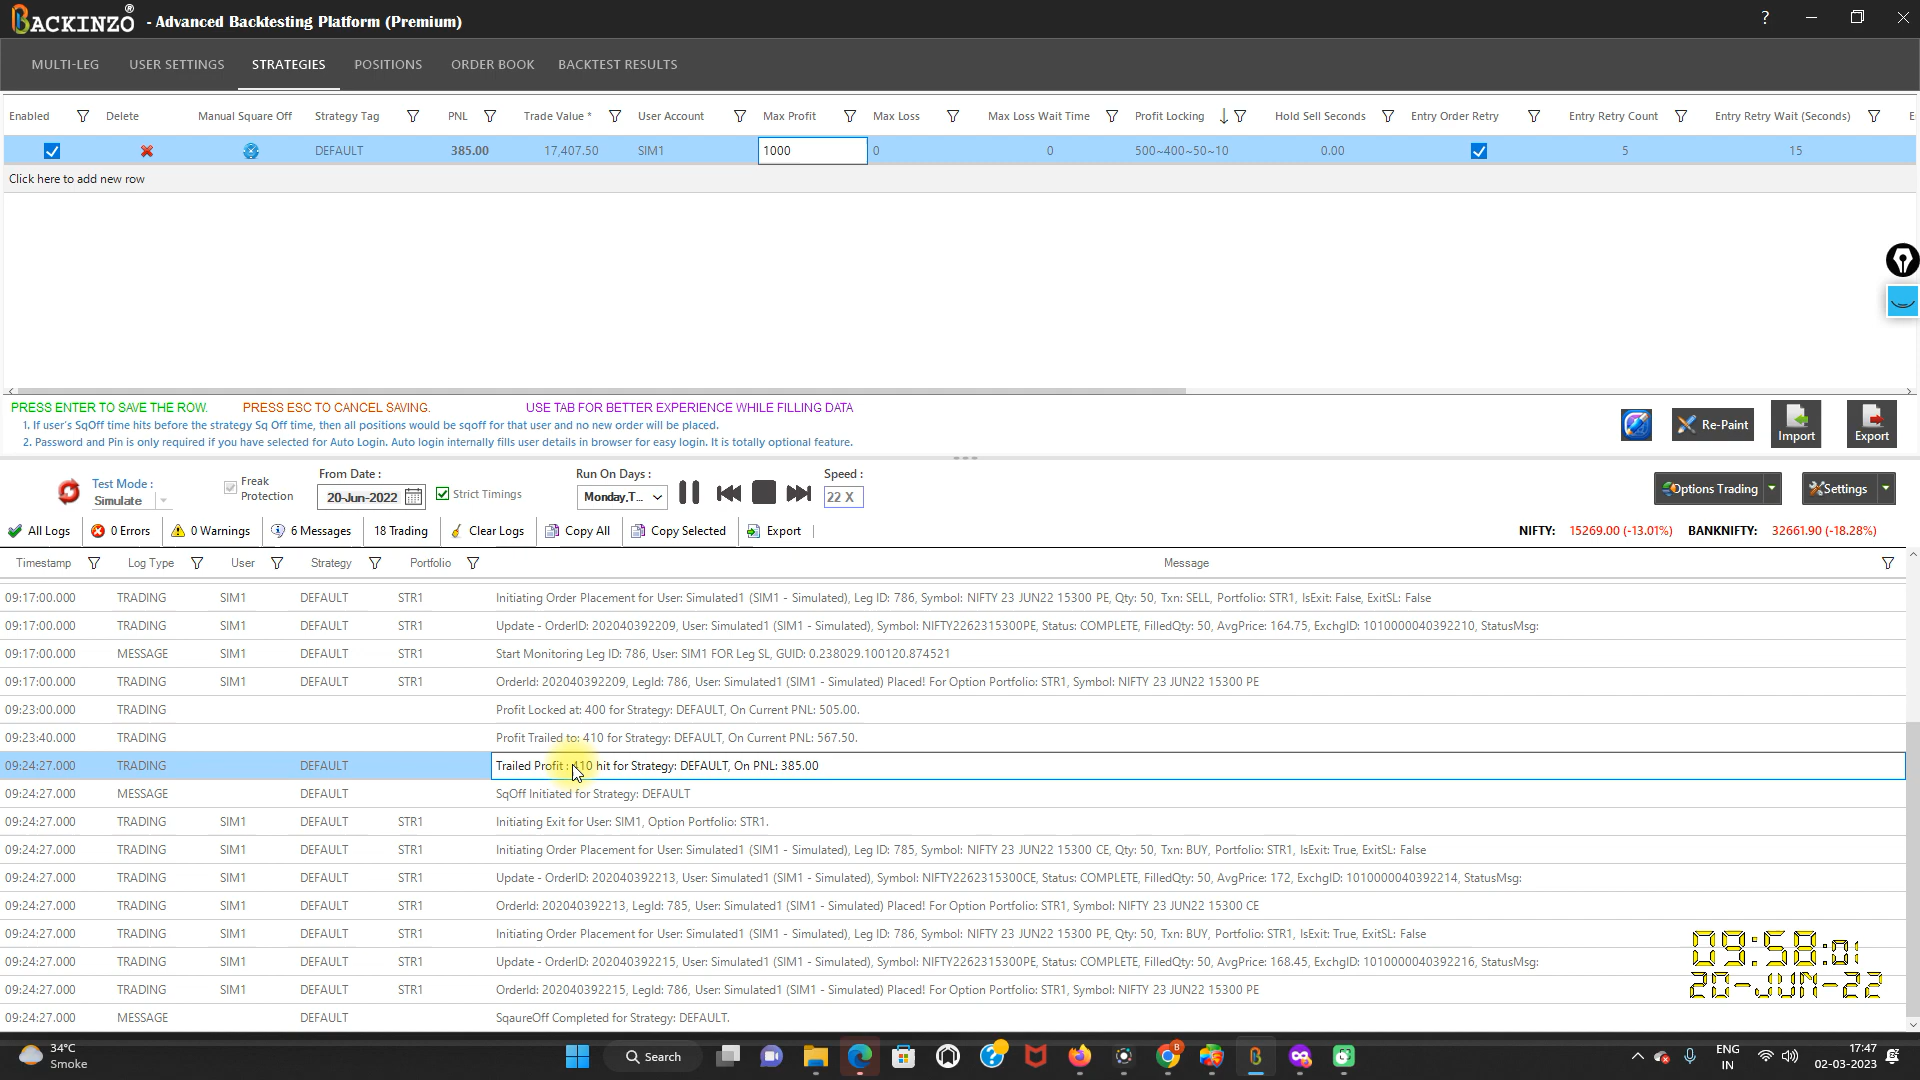 BACKINZO® - Advanced Backtesting Platform (Premium)
?
MULTI-LEG USER SETTINGS STRATEGIES POSITIONS ORDER BOOK BACKTEST RESULTS
Enabled Delete Manual Square Off Strategy Tag PNL Trade Value * User Account Max Profit Max Loss Max Loss Wait Time Profit Locking Hold Sell Seconds Entry Order Retry Entry Retry Count Entry Retry Wait (Seconds) E
DEFAULT 385.00 17,407.50 SIM1 1000 0 0 500~400~50~10 0.00 5 15
Click here to add new row
PRESS ENTER TO SAVE THE ROW. PRESS ESC TO CANCEL SAVING. USE TAB FOR BETTER EXPERIENCE WHILE FILLING DATA
1. If user's SqOff time hits before the strategy Sq Off time, then all positions would be sqoff for that user and no new order will be placed.
2. Password and Pin is only required if you have selected for Auto Login. Auto login internally fills user details in browser for easy login. It is totally optional feature.
Re-Paint Import Export
Test Mode : Simulate
Freak Protection
From Date : 20-Jun-2022
Strict Timings
Run On Days : Monday,T...
Speed : 22 X
Options Trading Settings
All Logs 0 Errors 0 Warnings 6 Messages 18 Trading Clear Logs Copy All Copy Selected Export NIFTY: 15269.00 (-13.01%) BANKNIFTY: 32661.90 (-18.28%)
Timestamp Log Type User Strategy Portfolio Message
09:17:00.000 TRADING SIM1 DEFAULT STR1 Initiating Order Placement for User: Simulated1 (SIM1 - Simulated), Leg ID: 786, Symbol: NIFTY 23 JUN22 15300 PE, Qty: 50, Txn: SELL, Portfolio: STR1, IsExit: False, ExitSL: False
09:17:00.000 TRADING SIM1 DEFAULT STR1 Update - OrderID: 202040392209, User: Simulated1 (SIM1 - Simulated), Symbol: NIFTY2262315300PE, Status: COMPLETE, FilledQty: 50, AvgPrice: 164.75, ExchgID: 1010000040392210, StatusMsg:
09:17:00.000 MESSAGE SIM1 DEFAULT STR1 Start Monitoring Leg ID: 786, User: SIM1 FOR Leg SL, GUID: 0.238029.100120.874521
09:17:00.000 TRADING SIM1 DEFAULT STR1 OrderId: 202040392209, LegId: 786, User: Simulated1 (SIM1 - Simulated) Placed! For Option Portfolio: STR1, Symbol: NIFTY 23 JUN22 15300 PE
09:23:00.000 TRADING Profit Locked at: 400 for Strategy: DEFAULT, On Current PNL: 505.00.
09:23:40.000 TRADING Profit Trailed to: 410 for Strategy: DEFAULT, On Current PNL: 567.50.
09:24:27.000 TRADING DEFAULT Trailed Profit : 410 hit for Strategy: DEFAULT, On PNL: 385.00
09:24:27.000 MESSAGE DEFAULT SqOff Initiated for Strategy: DEFAULT
09:24:27.000 TRADING SIM1 DEFAULT STR1 Initiating Exit for User: SIM1, Option Portfolio: STR1.
09:24:27.000 TRADING SIM1 DEFAULT STR1 Initiating Order Placement for User: Simulated1 (SIM1 - Simulated), Leg ID: 785, Symbol: NIFTY 23 JUN22 15300 CE, Qty: 50, Txn: BUY, Portfolio: STR1, IsExit: True, ExitSL: False
09:24:27.000 TRADING SIM1 DEFAULT STR1 Update - OrderID: 202040392213, User: Simulated1 (SIM1 - Simulated), Symbol: NIFTY2262315300CE, Status: COMPLETE, FilledQty: 50, AvgPrice: 172, ExchgID: 1010000040392214, StatusMsg:
09:24:27.000 TRADING SIM1 DEFAULT STR1 OrderId: 202040392213, LegId: 785, User: Simulated1 (SIM1 - Simulated) Placed! For Option Portfolio: STR1, Symbol: NIFTY 23 JUN22 15300 CE
09:24:27.000 TRADING SIM1 DEFAULT STR1 Initiating Order Placement for User: Simulated1 (SIM1 - Simulated), Leg ID: 786, Symbol: NIFTY 23 JUN22 15300 PE, Qty: 50, Txn: BUY, Portfolio: STR1, IsExit: True, ExitSL: False
09:24:27.000 TRADING SIM1 DEFAULT STR1 Update - OrderID: 202040392215, User: Simulated1 (SIM1 - Simulated), Symbol: NIFTY2262315300PE, Status: COMPLETE, FilledQty: 50, AvgPrice: 168.45, ExchgID: 1010000040392216, StatusMsg:
09:24:27.000 TRADING SIM1 DEFAULT STR1 OrderId: 202040392215, LegId: 786, User: Simulated1 (SIM1 - Simulated) Placed! For Option Portfolio: STR1, Symbol: NIFTY 23 JUN22 15300 PE
09:24:27.000 MESSAGE DEFAULT SqaureOff Completed for Strategy: DEFAULT.
09:58:01
20-JUN-22
34°C
Smoke
Search
ENG
IN
17:47
02-03-2023